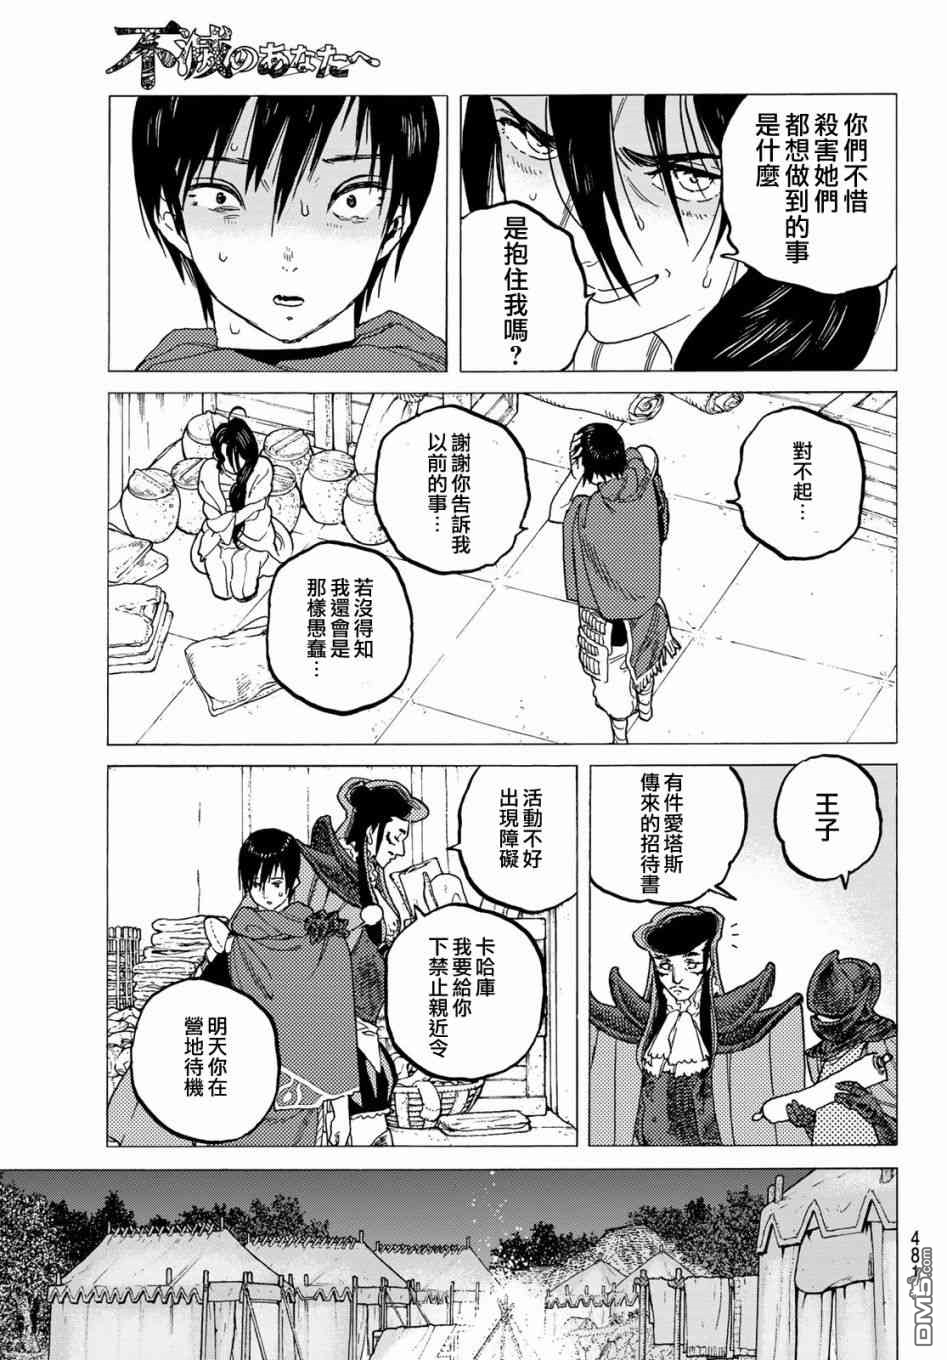 不滅のあなたへ
你們不惜
殺害她們
都想做到的事
是什麼
是抱住我嗎?
對不起…
謝謝你告訴我
以前的事…
若沒得知
我還會是
那樣愚蠢…
王子
有件愛塔斯
傳來的招待書
活動不好
出現障礙
卡哈庫
我要給你
下禁止親近令
明天你在
營地待機
481
DM5.com